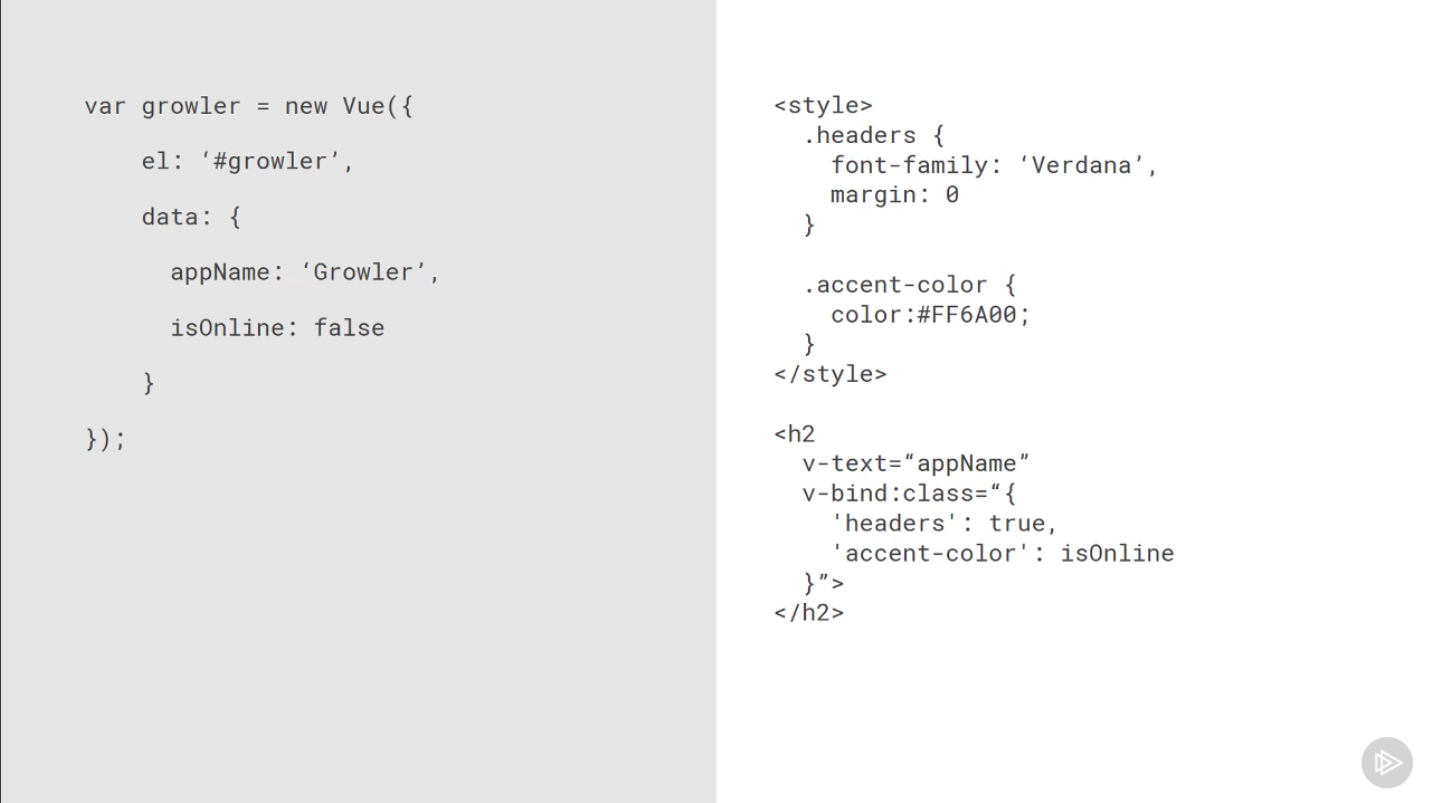 var growler = new Vue({
el: ‘#growler’,
data: {
appName: ‘Growler’,
isOnline: false
}
});
<style>
.headers {
font-family: ‘Verdana’,
margin: 0
}
.accent-color {
color:#FF6A00;
}
</style>
<h2
v-text=“appName”
v-bind:class=“{
'headers': true,
'accent-color': isOnline
}”>
</h2>